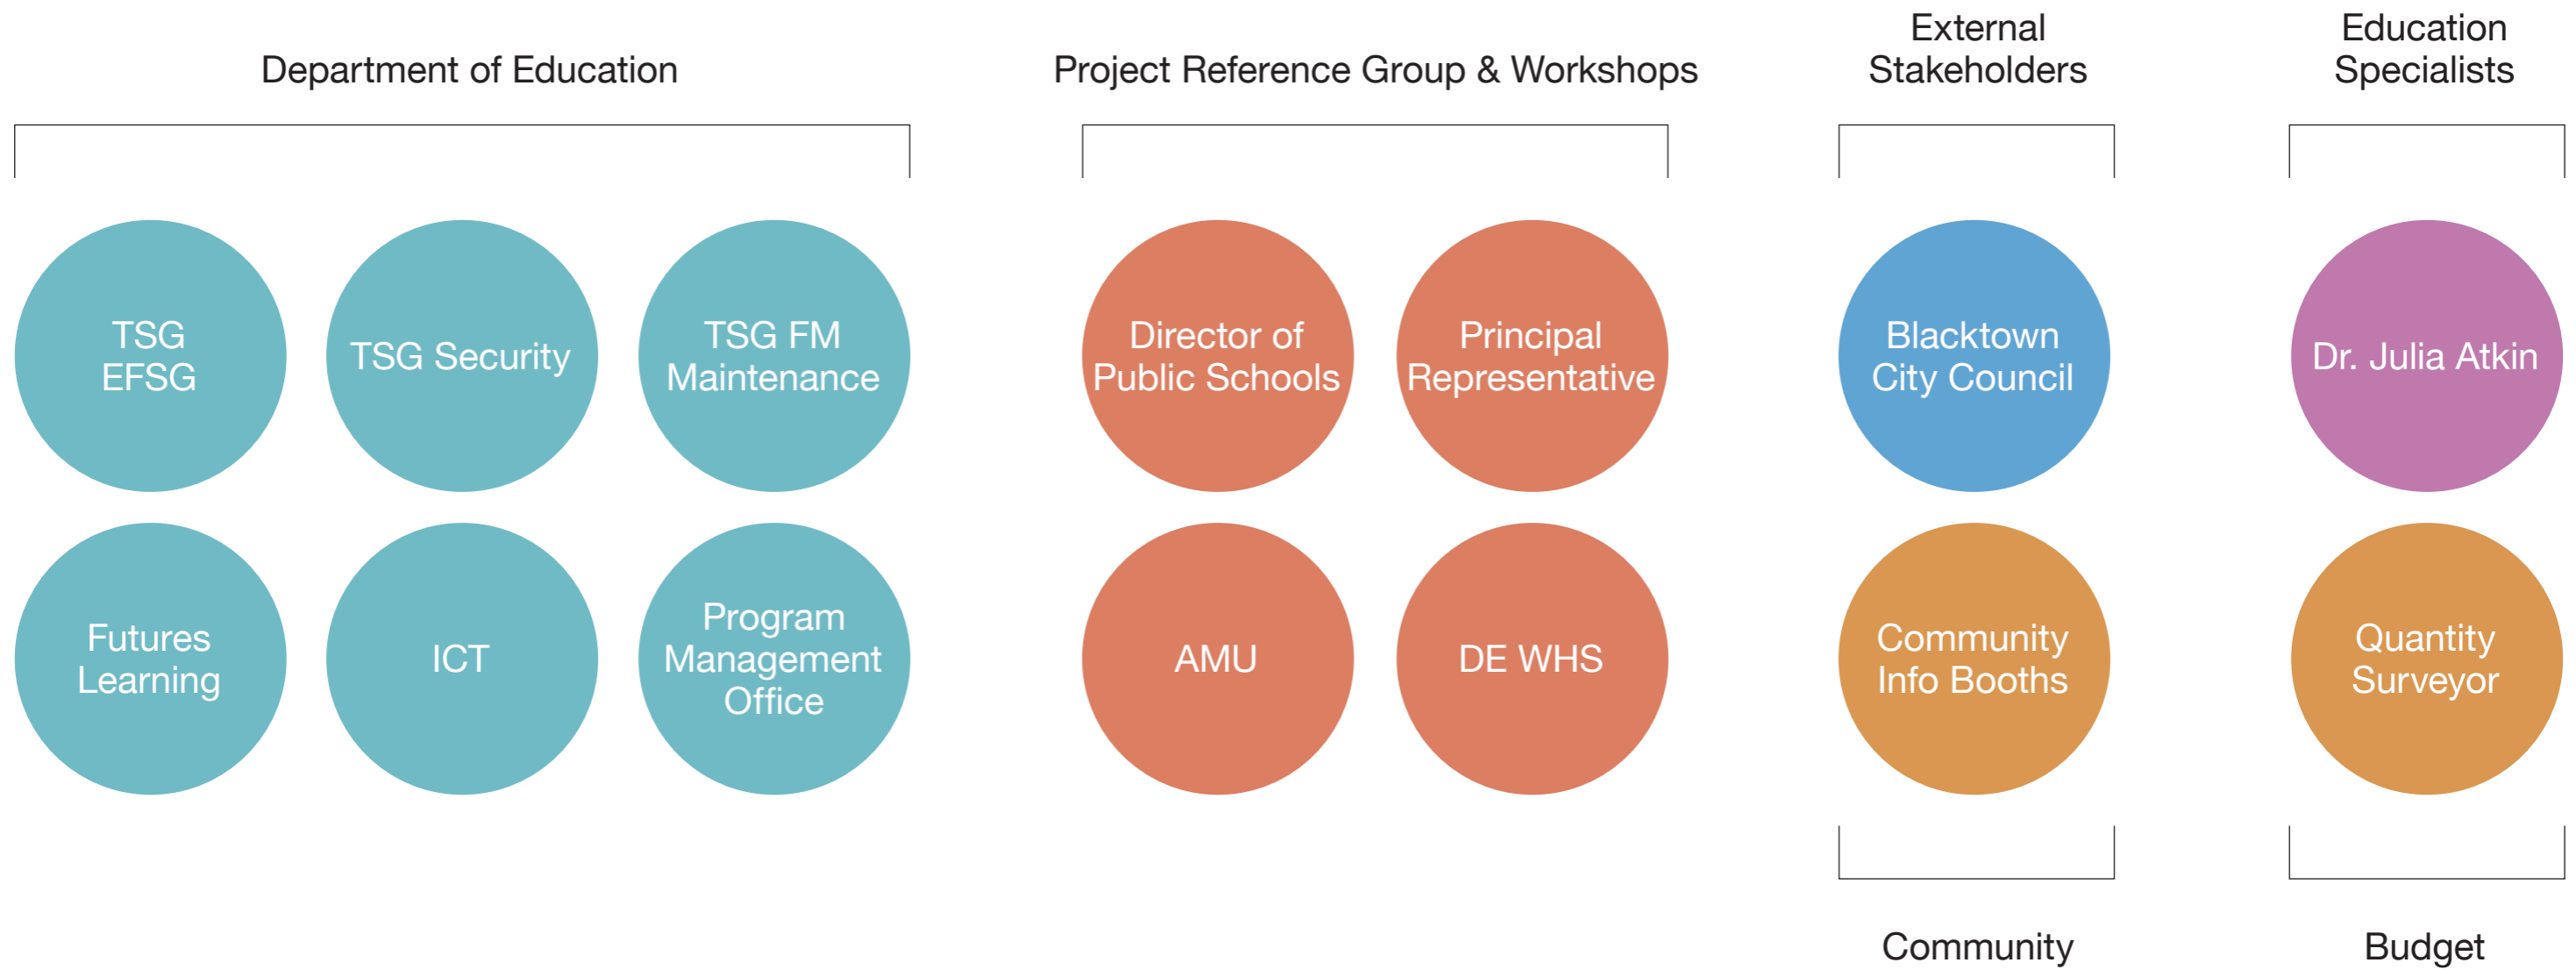 Department of Education
Project Reference Group & Workshops
External
Stakeholders
Education
Specialists
TSG
EFSG
TSG Security
TSG FM
Maintenance
Director of
Public Schools
Principal
Representative
Blacktown
City Council
Dr. Julia Atkin
Futures
Learning
ICT
Program
Management
Office
AMU
DE WHS
Community
Info Booths
Quantity
Surveyor
Community
Budget